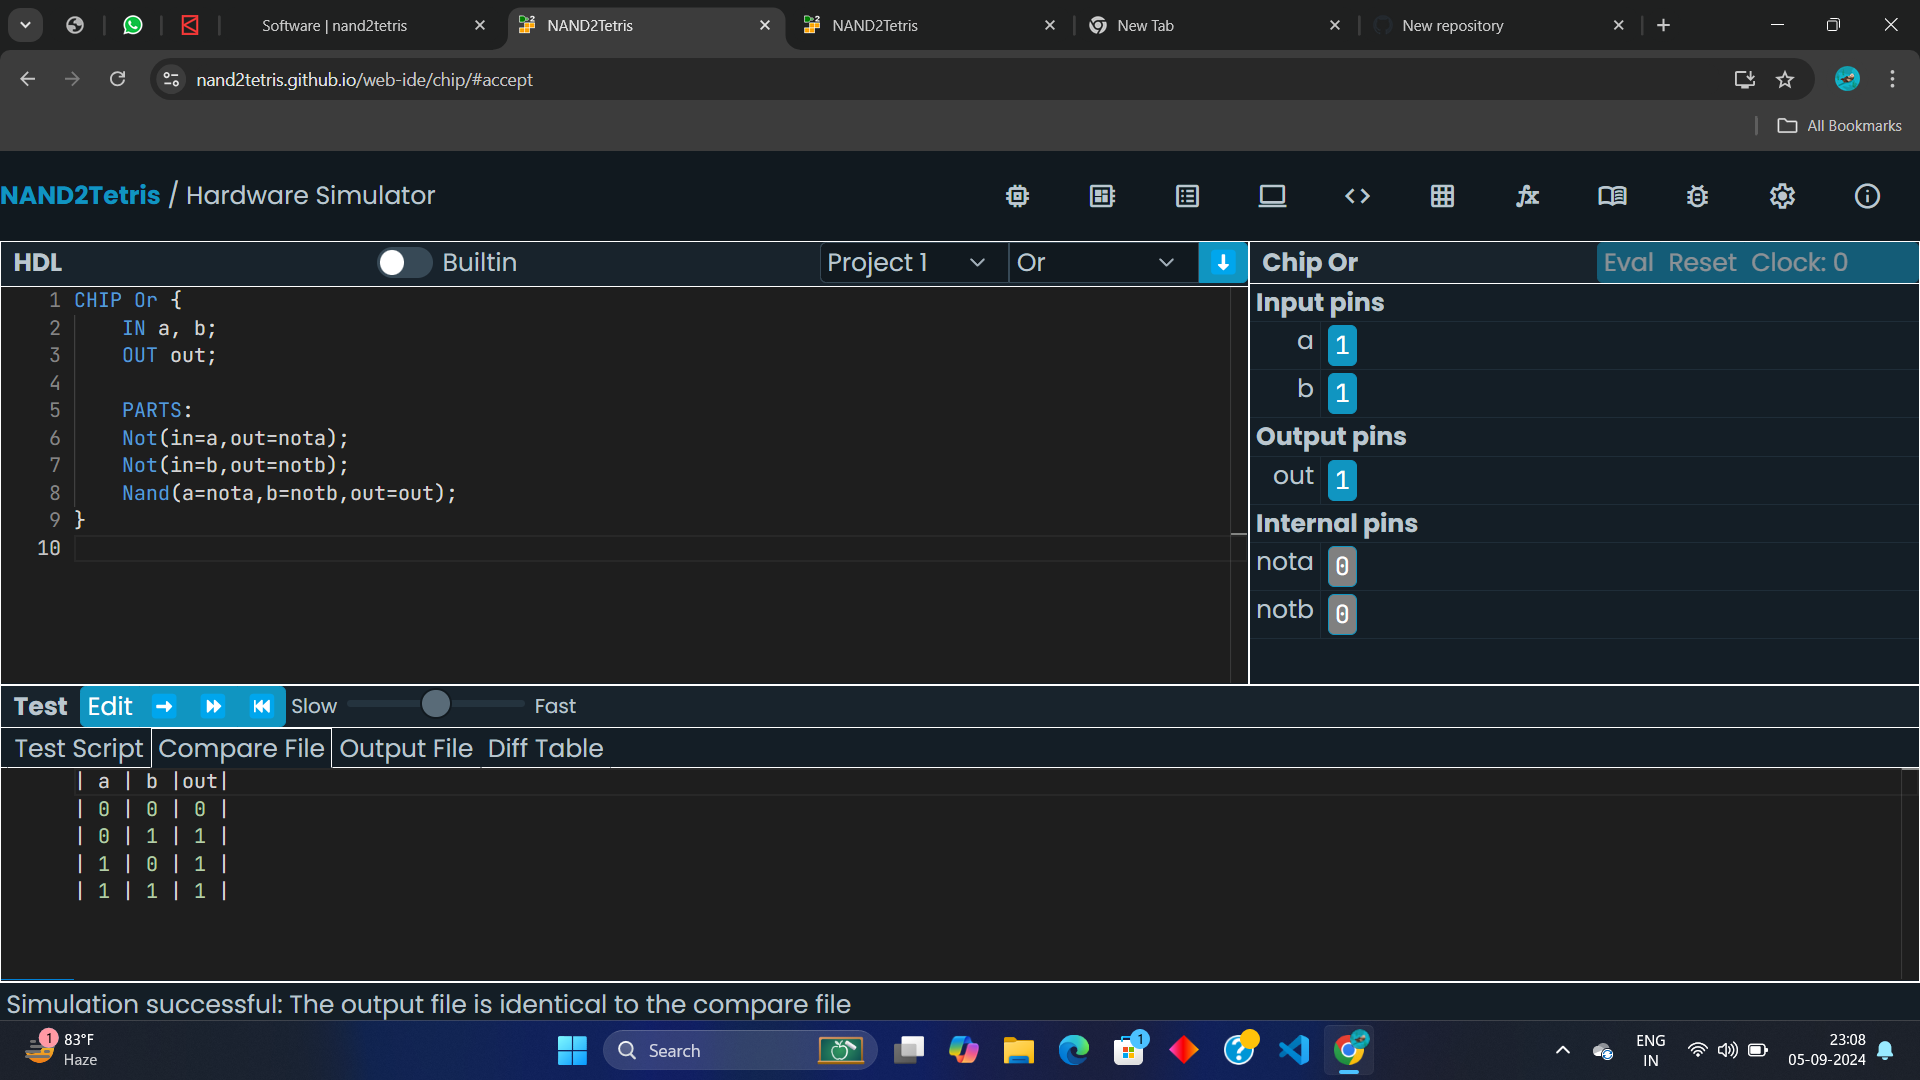 Software | nand2tetris
NAND2Tetris
NAND2Tetris
New Tab
New repository
nand2tetris.github.io/web-ide/chip/#accept
All Bookmarks
NAND2Tetris / Hardware Simulator
HDL
Builtin
Project 1
Or
Chip Or
Eval Reset Clock: 0
1 CHIP Or {
2 IN a, b;
3 OUT out;
4
5 PARTS:
6 Not(in=a,out=nota);
7 Not(in=b,out=notb);
8 Nand(a=nota,b=notb,out=out);
9 }
10
Input pins
a 1
b 1
Output pins
out 1
Internal pins
nota 0
notb 0
Test Edit Slow Fast
Test Script Compare File Output File Diff Table
| a | b |out|
| 0 | 0 | 0 |
| 0 | 1 | 1 |
| 1 | 0 | 1 |
| 1 | 1 | 1 |
Simulation successful: The output file is identical to the compare file
1
83°F
Haze
Search
1
ENG
IN
23:08
05-09-2024